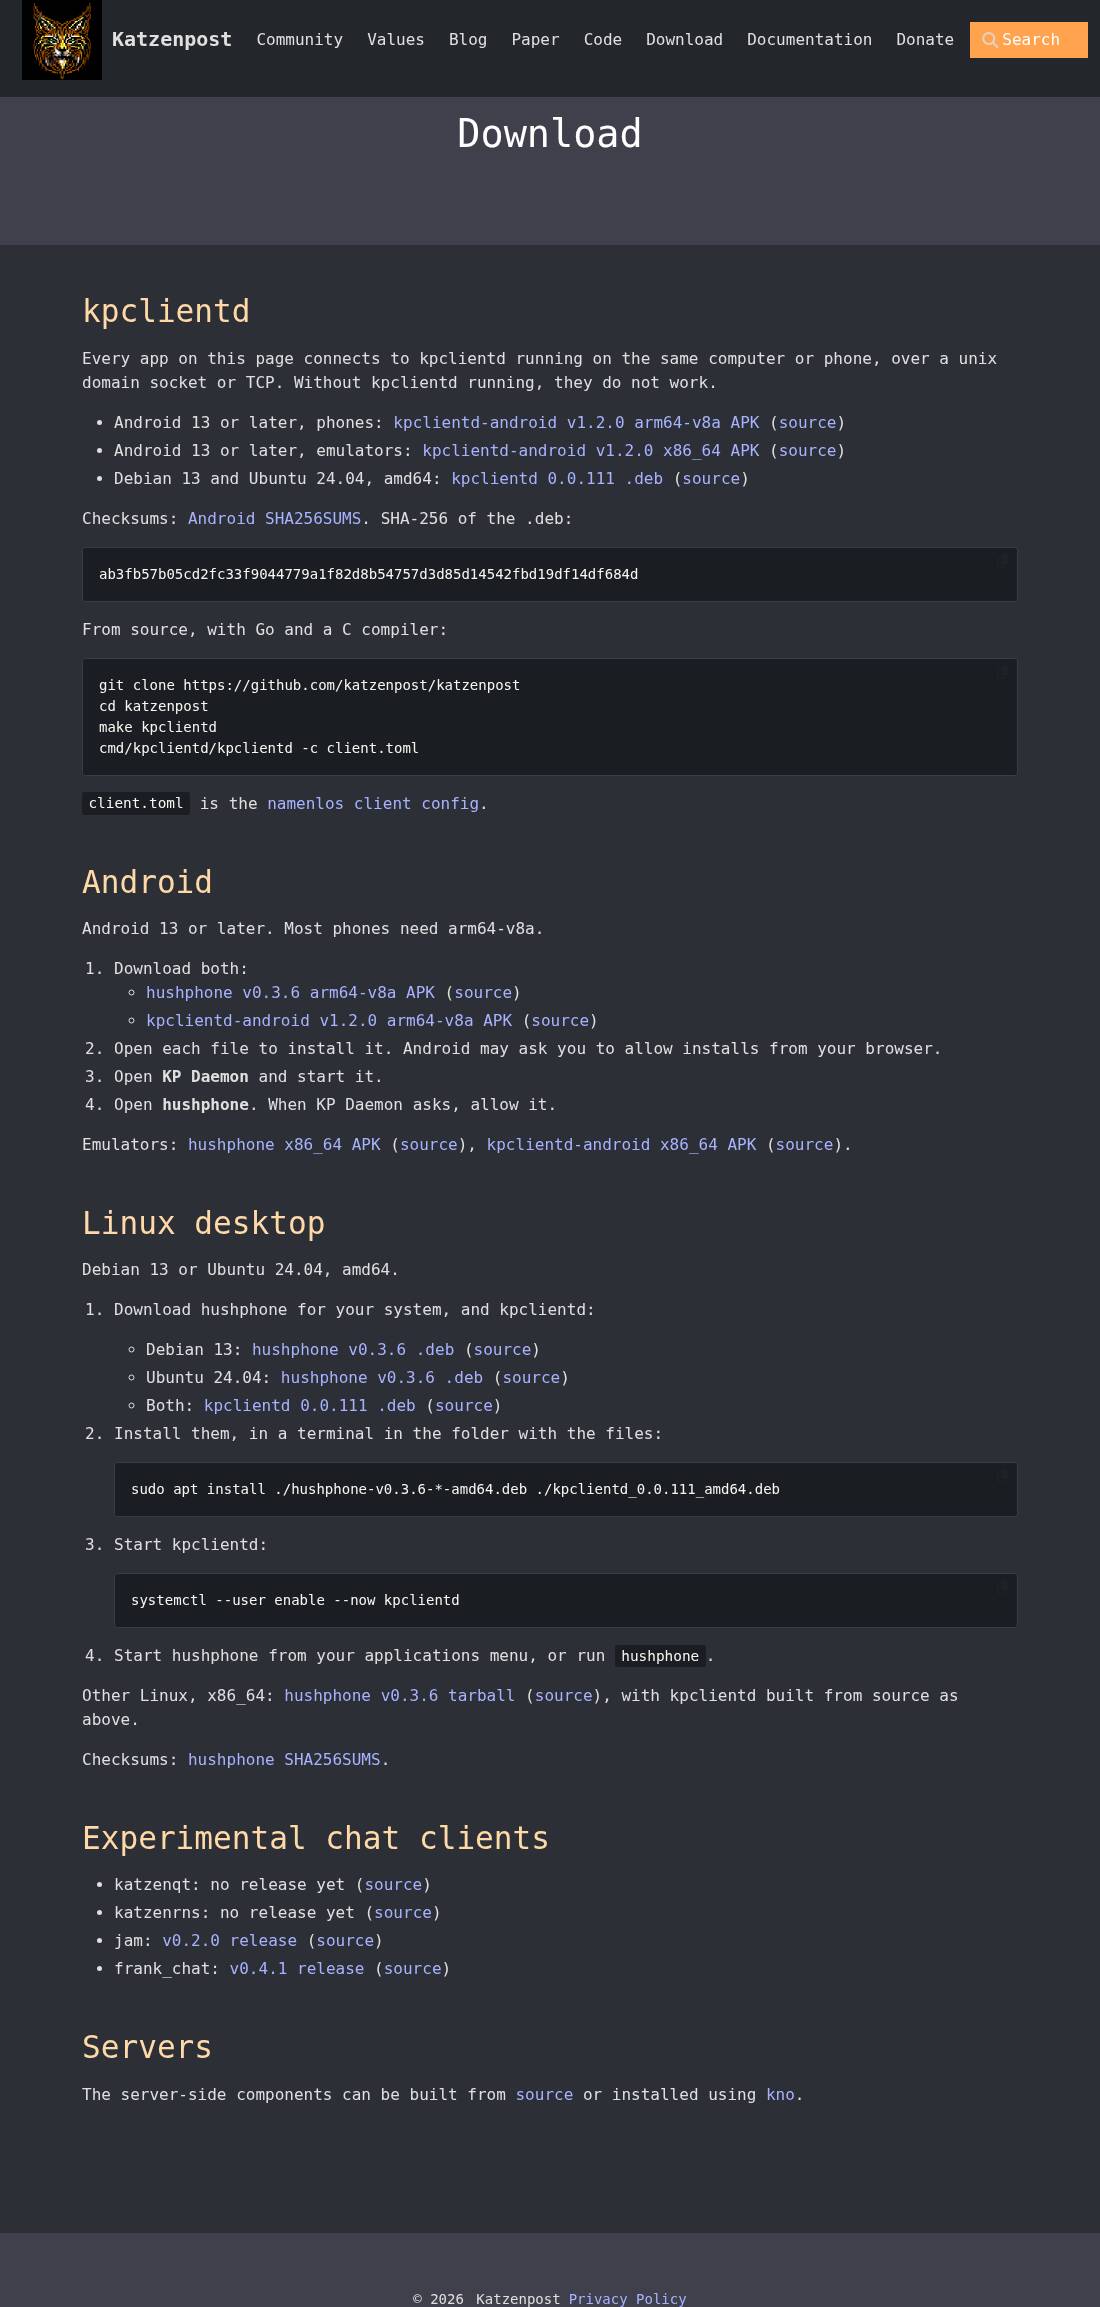 Katzenpost Community Values Blog Paper Code Download Documentation Donate Search
Download
kpclientd
Every app on this page connects to kpclientd running on the same computer or phone, over a unix
domain socket or TCP. Without kpclientd running, they do not work.
• Android 13 or later, phones: kpclientd-android v1.2.0 arm64-v8a APK (source)
• Android 13 or later, emulators: kpclientd-android v1.2.0 x86_64 APK (source)
• Debian 13 and Ubuntu 24.04, amd64: kpclientd 0.0.111 .deb (source)
Checksums: Android SHA256SUMS. SHA-256 of the .deb:
ab3fb57b05cd2fc33f9044779a1f82d8b54757d3d85d14542fbd19df14df684d
From source, with Go and a C compiler:
git clone https://github.com/katzenpost/katzenpost
cd katzenpost
make kpclientd
cmd/kpclientd/kpclientd -c client.toml
client.toml is the namenlos client config.
Android
Android 13 or later. Most phones need arm64-v8a.
1. Download both:
◦ hushphone v0.3.6 arm64-v8a APK (source)
◦ kpclientd-android v1.2.0 arm64-v8a APK (source)
2. Open each file to install it. Android may ask you to allow installs from your browser.
3. Open KP Daemon and start it.
4. Open hushphone. When KP Daemon asks, allow it.
Emulators: hushphone x86_64 APK (source), kpclientd-android x86_64 APK (source).
Linux desktop
Debian 13 or Ubuntu 24.04, amd64.
1. Download hushphone for your system, and kpclientd:
◦ Debian 13: hushphone v0.3.6 .deb (source)
◦ Ubuntu 24.04: hushphone v0.3.6 .deb (source)
◦ Both: kpclientd 0.0.111 .deb (source)
2. Install them, in a terminal in the folder with the files:
sudo apt install ./hushphone-v0.3.6-*-amd64.deb ./kpclientd_0.0.111_amd64.deb
3. Start kpclientd:
systemctl --user enable --now kpclientd
4. Start hushphone from your applications menu, or run hushphone.
Other Linux, x86_64: hushphone v0.3.6 tarball (source), with kpclientd built from source as
above.
Checksums: hushphone SHA256SUMS.
Experimental chat clients
• katzenqt: no release yet (source)
• katzenrns: no release yet (source)
• jam: v0.2.0 release (source)
• frank_chat: v0.4.1 release (source)
Servers
The server-side components can be built from source or installed using kno.
© 2026 Katzenpost Privacy Policy